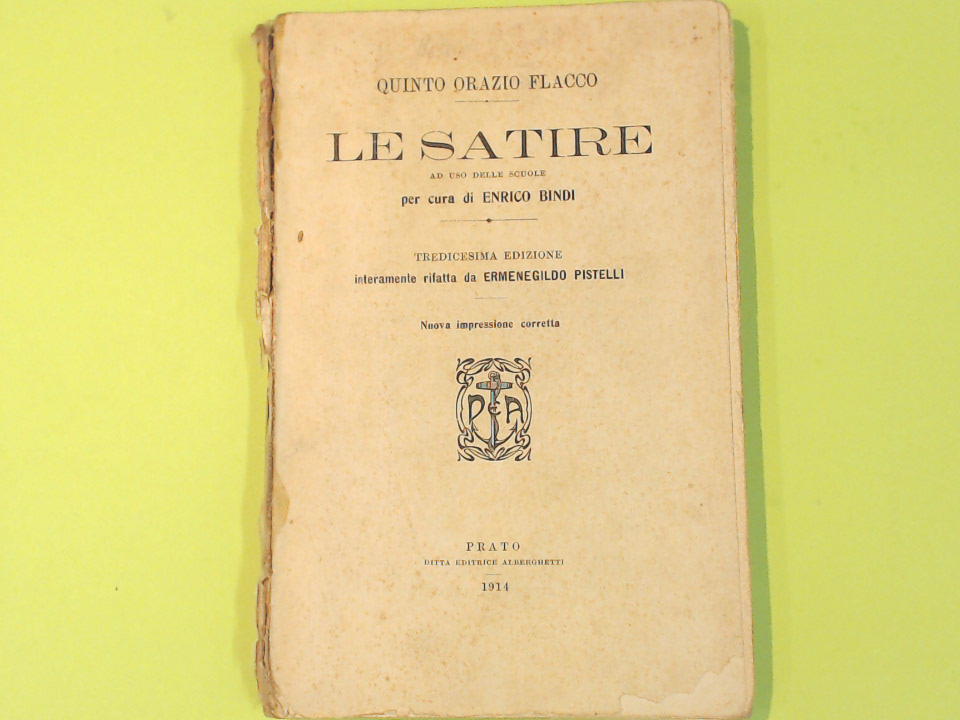 QUINTO ORAZIO FLACCO
LE SATIRE
AD USO DELLE SCUOLE
per cura di ENRICO BINDI
TREDICESIMA EDIZIONE
interamente rifatta da ERMENEGILDO PISTELLI
Nuova impressione corretta
D E A
PRATO
DITTA EDITRICE ALBERGHETTI
1914